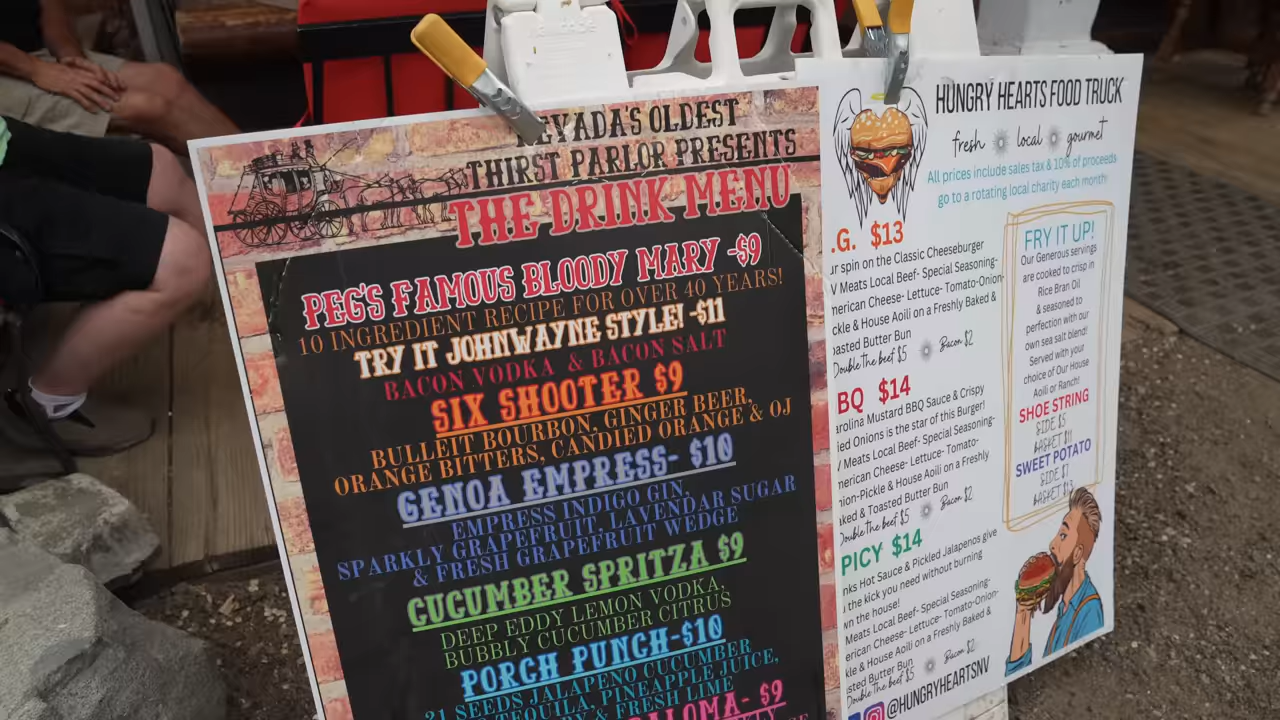 EVADA'S OLDEST
THIRST PARLOR PRESENTS
THE DRINK MENU
PEG'S FAMOUS BLOODY MARY -$9
10 INGREDIENT RECIPE FOR OVER 40 YEARS!
TRY IT JOHNWAYNE STYLE! -$11
BACON VODKA & BACON SALT
SIX SHOOTER $9
BULLEIT BOURBON, GINGER BEER,
ORANGE BITTERS, CANDIED ORANGE & OJ
GENOA EMPRESS- $10
EMPRESS INDIGO GIN,
SPARKLY GRAPEFRUIT, LAVENDAR SUGAR
& FRESH GRAPEFRUIT WEDGE
CUCUMBER SPRITZA $9
DEEP EDDY LEMON VODKA,
BUBBLY CUCUMBER CITRUS
PORCH PUNCH-$10
21 SEEDS JALAPENO CUCUMBER
TEQUILA, PINEAPPLE JUICE,
& FRESH LIME
ALOMA- $9
HUNGRY HEARTS FOOD TRUCK
fresh local gourmet
All prices include sales tax & 10% of proceeds
go to a rotating local charity each month!
.G. $13
ur spin on the Classic Cheeseburger
V Meats Local Beef- Special Seasoning-
merican Cheese- Lettuce- Tomato-Onion-
ckle & House Aoili on a Freshly Baked &
oasted Butter Bun
Double the beef $5 Bacon $2
BQ $14
arolina Mustard BBQ Sauce & Crispy
ied Onions is the star of this Burger!
V Meats Local Beef- Special Seasoning-
merican Cheese- Lettuce- Tomato-
nion-Pickle & House Aoili on a Freshly
aked & Toasted Butter Bun
Double the beef $5 Bacon $2
PICY $14
nks Hot Sauce & Pickled Jalapenos give
the kick you need without burning
wn the house!
Meats Local Beef- Special Seasoning-
erican Cheese- Lettuce- Tomato-Onion-
kle & House Aoili on a Freshly Baked &
sted Butter Bun
Double the beef $5 Bacon $2
@HUNGRYHEARTSNV
FRY IT UP!
Our Generous servings
are cooked to crisp in
Rice Bran Oil
& seasoned to
perfection with our
own sea salt blend!
Served with your
choice of Our House
Aoili or Ranch!
SHOE STRING
SIDE $5
BASKET $11
SWEET POTATO
SIDE $7
BASKET $13